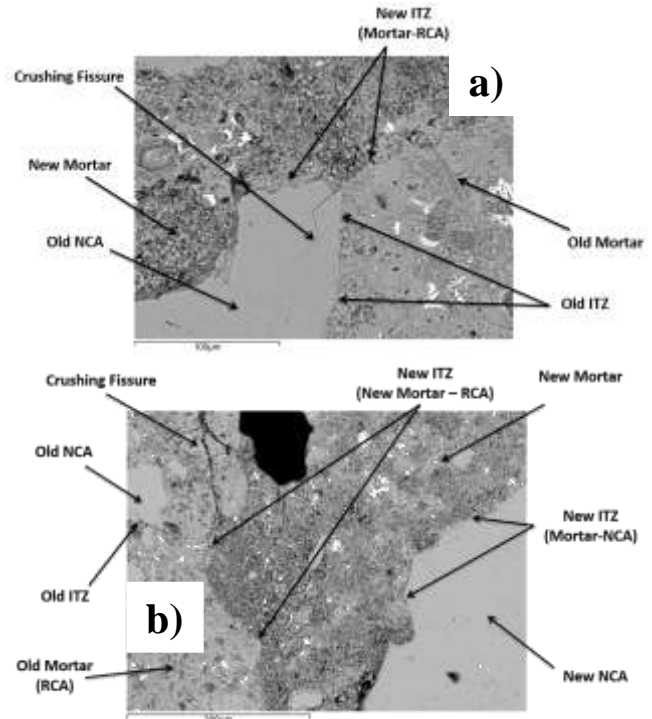 New ITZ
(Mortar-RCA)
a)
Crushing Fissure
New Mortar
Old NCA
Old Mortar
Old ITZ
100μm
New ITZ
(New Mortar – RCA)
Crushing Fissure
New Mortar
Old NCA
New ITZ
(Mortar-NCA)
Old ITZ
b)
Old Mortar
(RCA)
New NCA